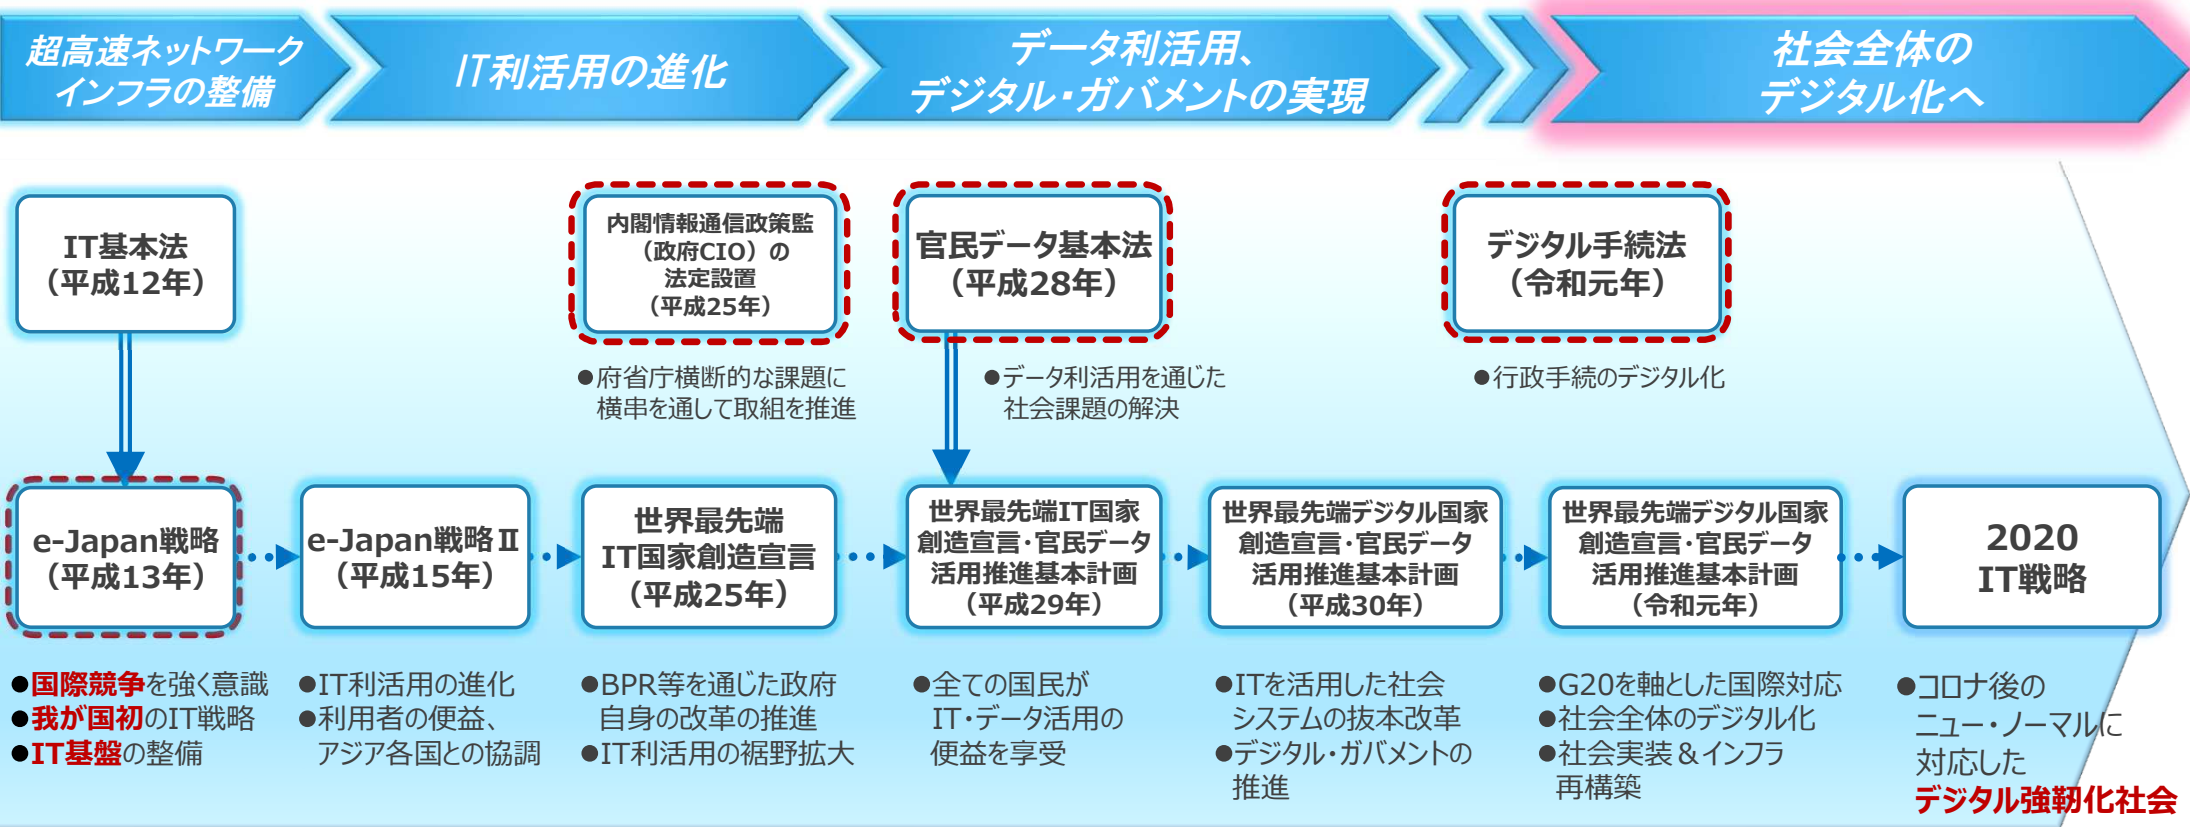 超高速ネットワーク
インフラの整備
IT利活用の進化
データ利活用、
デジタル・ガバメントの実現
社会全体の
デジタル化へ
IT基本法
（平成12年）
内閣情報通信政策監
（政府CIO）の
法定設置
（平成25年）
●府省庁横断的な課題に
横串を通して取組を推進
官民データ基本法
（平成28年）
●データ利活用を通じた
社会課題の解決
デジタル手続法
（令和元年）
●行政手続のデジタル化
e-Japan戦略
（平成13年）
●国際競争を強く意識
●我が国初のIT戦略
●IT基盤の整備
e-Japan戦略Ⅱ
（平成15年）
●IT利活用の進化
●利用者の便益、
アジア各国との協調
世界最先端
IT国家創造宣言
（平成25年）
●BPR等を通じた政府
自身の改革の推進
●IT利活用の裾野拡大
世界最先端IT国家
創造宣言・官民データ
活用推進基本計画
（平成29年）
●全ての国民が
IT・データ活用の
便益を享受
世界最先端デジタル国家
創造宣言・官民データ
活用推進基本計画
（平成30年）
●ITを活用した社会
システムの抜本改革
●デジタル・ガバメントの
推進
世界最先端デジタル国家
創造宣言・官民データ
活用推進基本計画
（令和元年）
●G20を軸とした国際対応
●社会全体のデジタル化
●社会実装＆インフラ
再構築
2020
IT戦略
●コロナ後の
ニュー・ノーマルに
対応した
デジタル強靭化社会